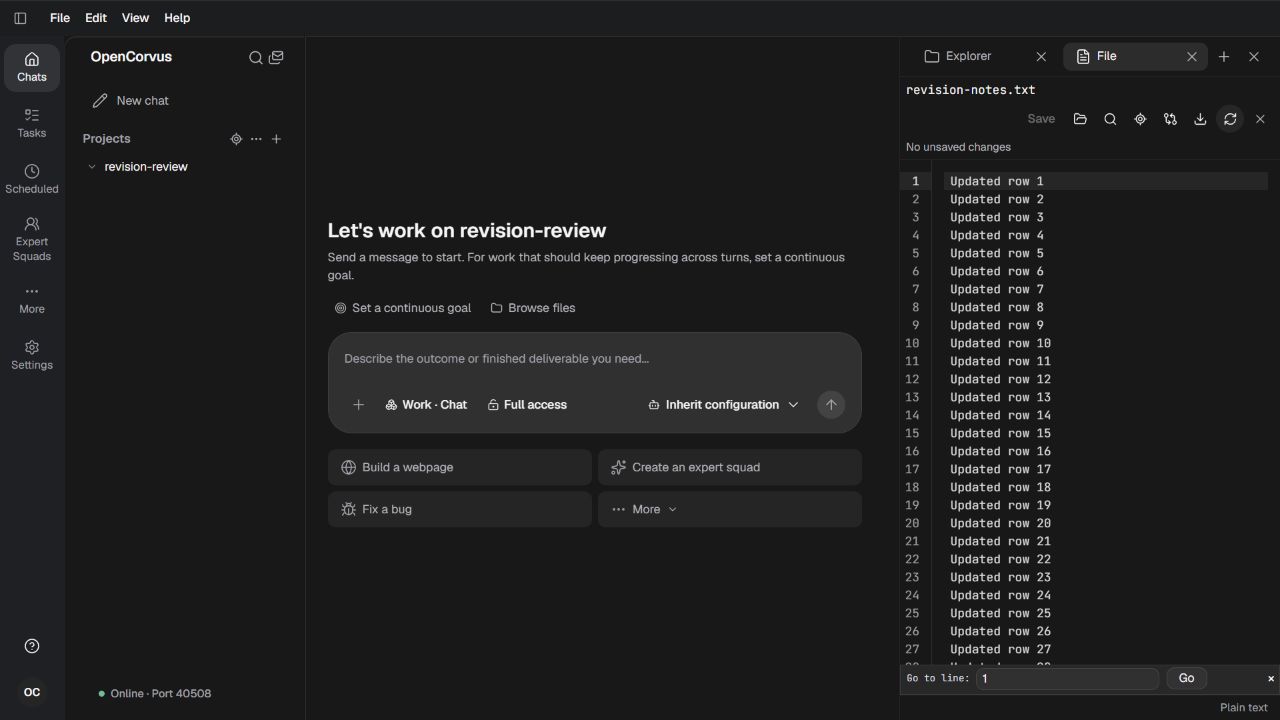 File Edit View Help
Chats
Tasks
Scheduled
Expert
Squads
More
Settings
OC
OpenCorvus
New chat
Projects
revision-review
Online · Port 40508
Let's work on revision-review
Send a message to start. For work that should keep progressing across turns, set a continuous
goal.
Set a continuous goal Browse files
Describe the outcome or finished deliverable you need...
Work · Chat Full access Inherit configuration
Build a webpage Create an expert squad
Fix a bug More
Explorer File
revision-notes.txt
Save
No unsaved changes
1 Updated row 1
2 Updated row 2
3 Updated row 3
4 Updated row 4
5 Updated row 5
6 Updated row 6
7 Updated row 7
8 Updated row 8
9 Updated row 9
10 Updated row 10
11 Updated row 11
12 Updated row 12
13 Updated row 13
14 Updated row 14
15 Updated row 15
16 Updated row 16
17 Updated row 17
18 Updated row 18
19 Updated row 19
20 Updated row 20
21 Updated row 21
22 Updated row 22
23 Updated row 23
24 Updated row 24
25 Updated row 25
26 Updated row 26
27 Updated row 27
Go to line: 1 Go
Plain text